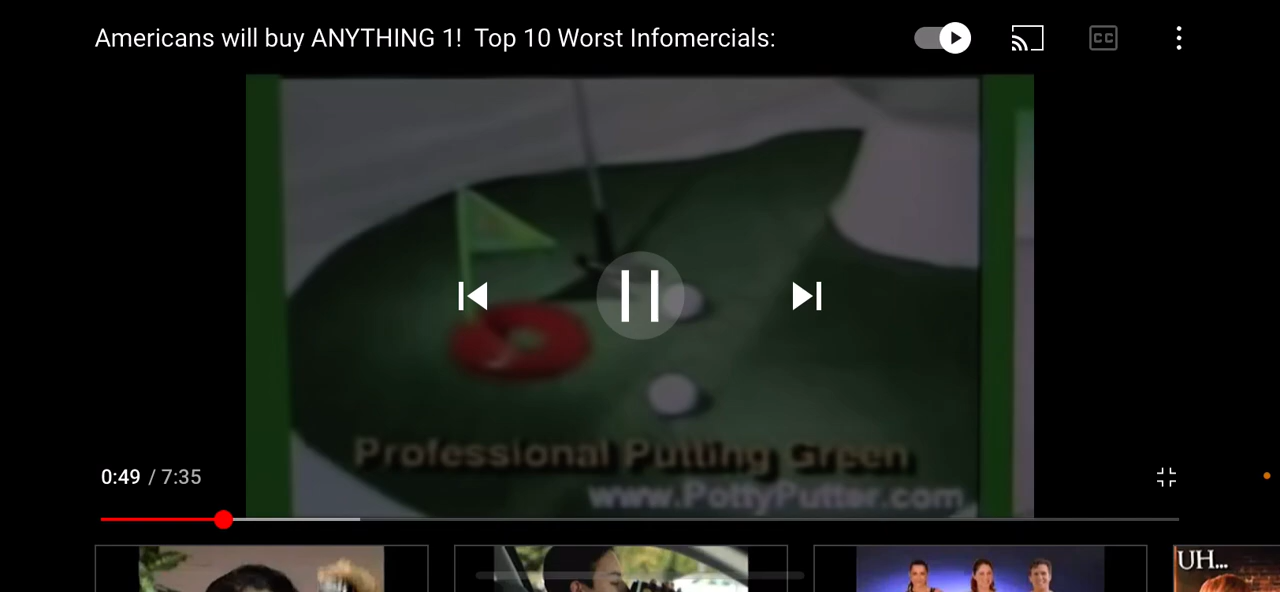 Americans will buy ANYTHING 1!  Top 10 Worst Infomercials:
CC
Professional Putting Green
www.PottyPutter.com
0:49 / 7:35
UH...